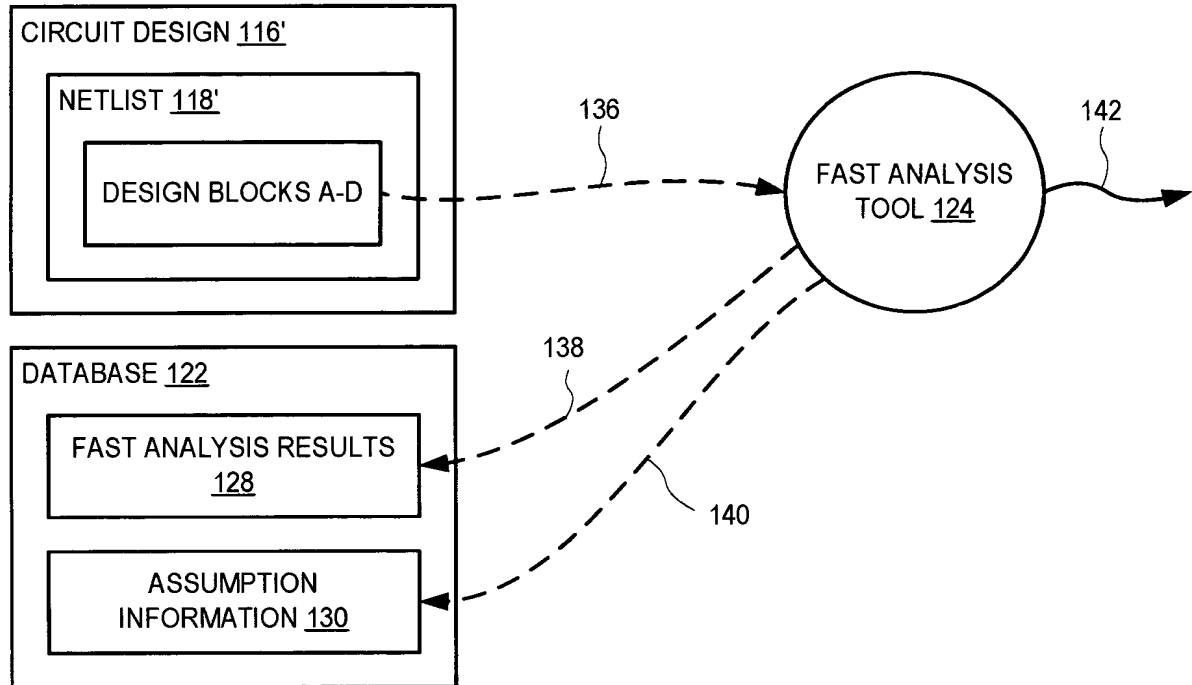 CIRCUIT DESIGN 116'
NETLIST 118'
DESIGN BLOCKS A-D
136
FAST ANALYSIS
TOOL 124
142
DATABASE 122
138
FAST ANALYSIS RESULTS
128
140
ASSUMPTION
INFORMATION 130